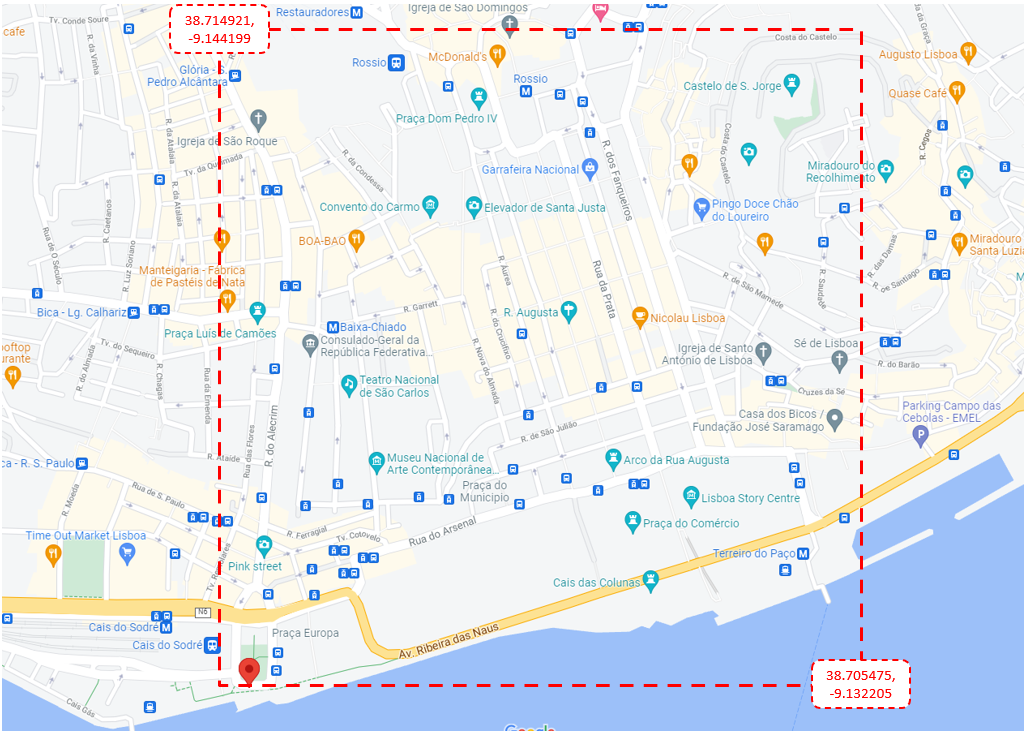 Restauradores
Igreja de São Domingos
38.714921,
-9.144199
Tv. Conde Soure
cafe
R. da Vinha
Costa do Castelo
da Graça
Augusto Lisboa
Glória - S.
Pedro Alcântara
Rossio
McDonald's
Rossio
Castelo de S. Jorge
Quase Café
Praça Dom Pedro IV
Igreja de São Roque
R. da Atalaia
Tv. da Queimada
R. da Condessa
Garrafeira Nacional
R. dos Fanqueiros
Costa do Castelo
Miradouro do
Recolhimento
R. Cegos
R. Caetanos
R. da Atalaia
Convento do Carmo
Elevador de Santa Justa
Pingo Doce Chão
do Loureiro
Rua de O Século
R. Luz Soriano
BOA-BAO
Miradouro
Santa Luzia
R. das Damas
Manteigaria - Fábrica
de Pastéis de Nata
R. Áurea
Rua da Prata
R. de São Mamede
R. Saudade
R. de Santiago
Bica - Lg. Calhariz
R. Garrett
R. Augusta
R. do Crucifixo
Nicolau Lisboa
Praça Luís de Camões
Baixa-Chiado
Consulado-Geral da
República Federativa...
R. Nova do Almada
Igreja de Santo
António de Lisboa
Sé de Lisboa
ooftop
urante
R. do Almada
Tv. do Sequeiro
R. Chagas
Rua da Emenda
Teatro Nacional
de São Carlos
R. do Barão
Cruzes da Sé
R. do Alecrim
Rua das Flores
R. de São Julião
Casa dos Bicos /
Fundação José Saramago
Parking Campo das
Cebolas - EMEL
ca - R. S. Paulo
R. Ataíde
Museu Nacional de
Arte Contemporânea...
Praça do
Município
Arco da Rua Augusta
R. Moeda
Rua de S. Paulo
Lisboa Story Centre
Praça do Comércio
Time Out Market Lisboa
R. Ferragial
Tv. Cotovelo
Rua do Arsenal
Pink street
Terreiro do Paço
Cais das Colunas
N6
Cais do Sodré
Cais do Sodré
Praça Europa
Av. Ribeira das Naus
38.705475,
-9.132205
Cais Gás